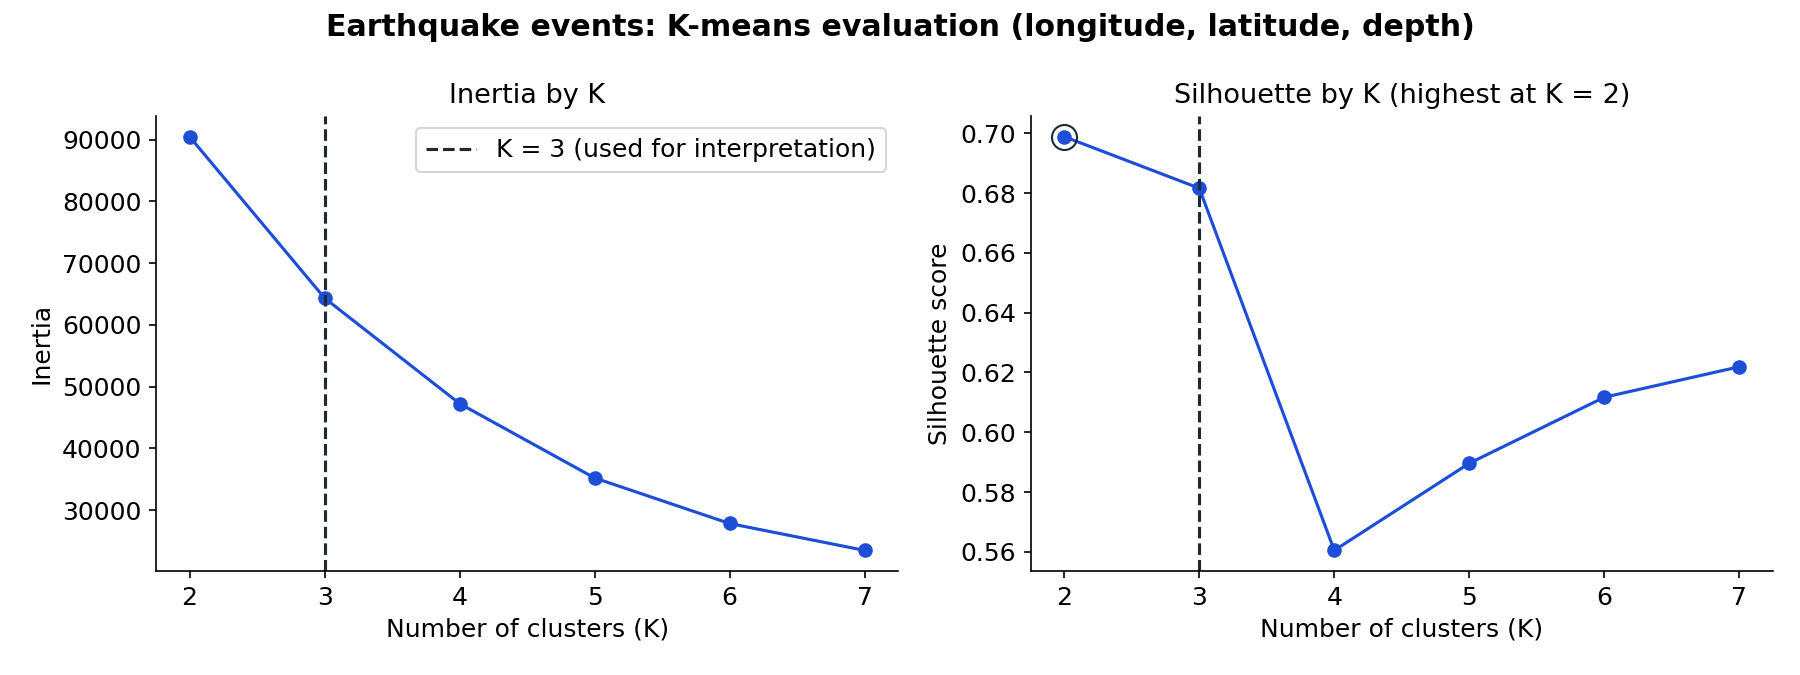 Earthquake events: K-means evaluation (longitude, latitude, depth)
Inertia by K
K = 3 (used for interpretation)
90000
80000
70000
60000
50000
40000
30000
Inertia
2 3 4 5 6 7
Number of clusters (K)
Silhouette by K (highest at K = 2)
0.70
0.68
0.66
0.64
0.62
0.60
0.58
0.56
Silhouette score
2 3 4 5 6 7
Number of clusters (K)